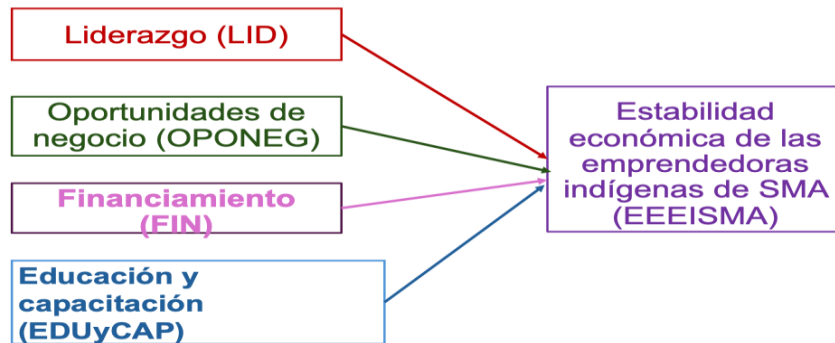 Liderazgo (LID)
Oportunidades de
negocio (OPONEG)
Financiamiento
(FIN)
Educación y
capacitación
(EDUyCAP)
Estabilidad
económica de las
emprendedoras
indígenas de SMA
(EEEISMA)